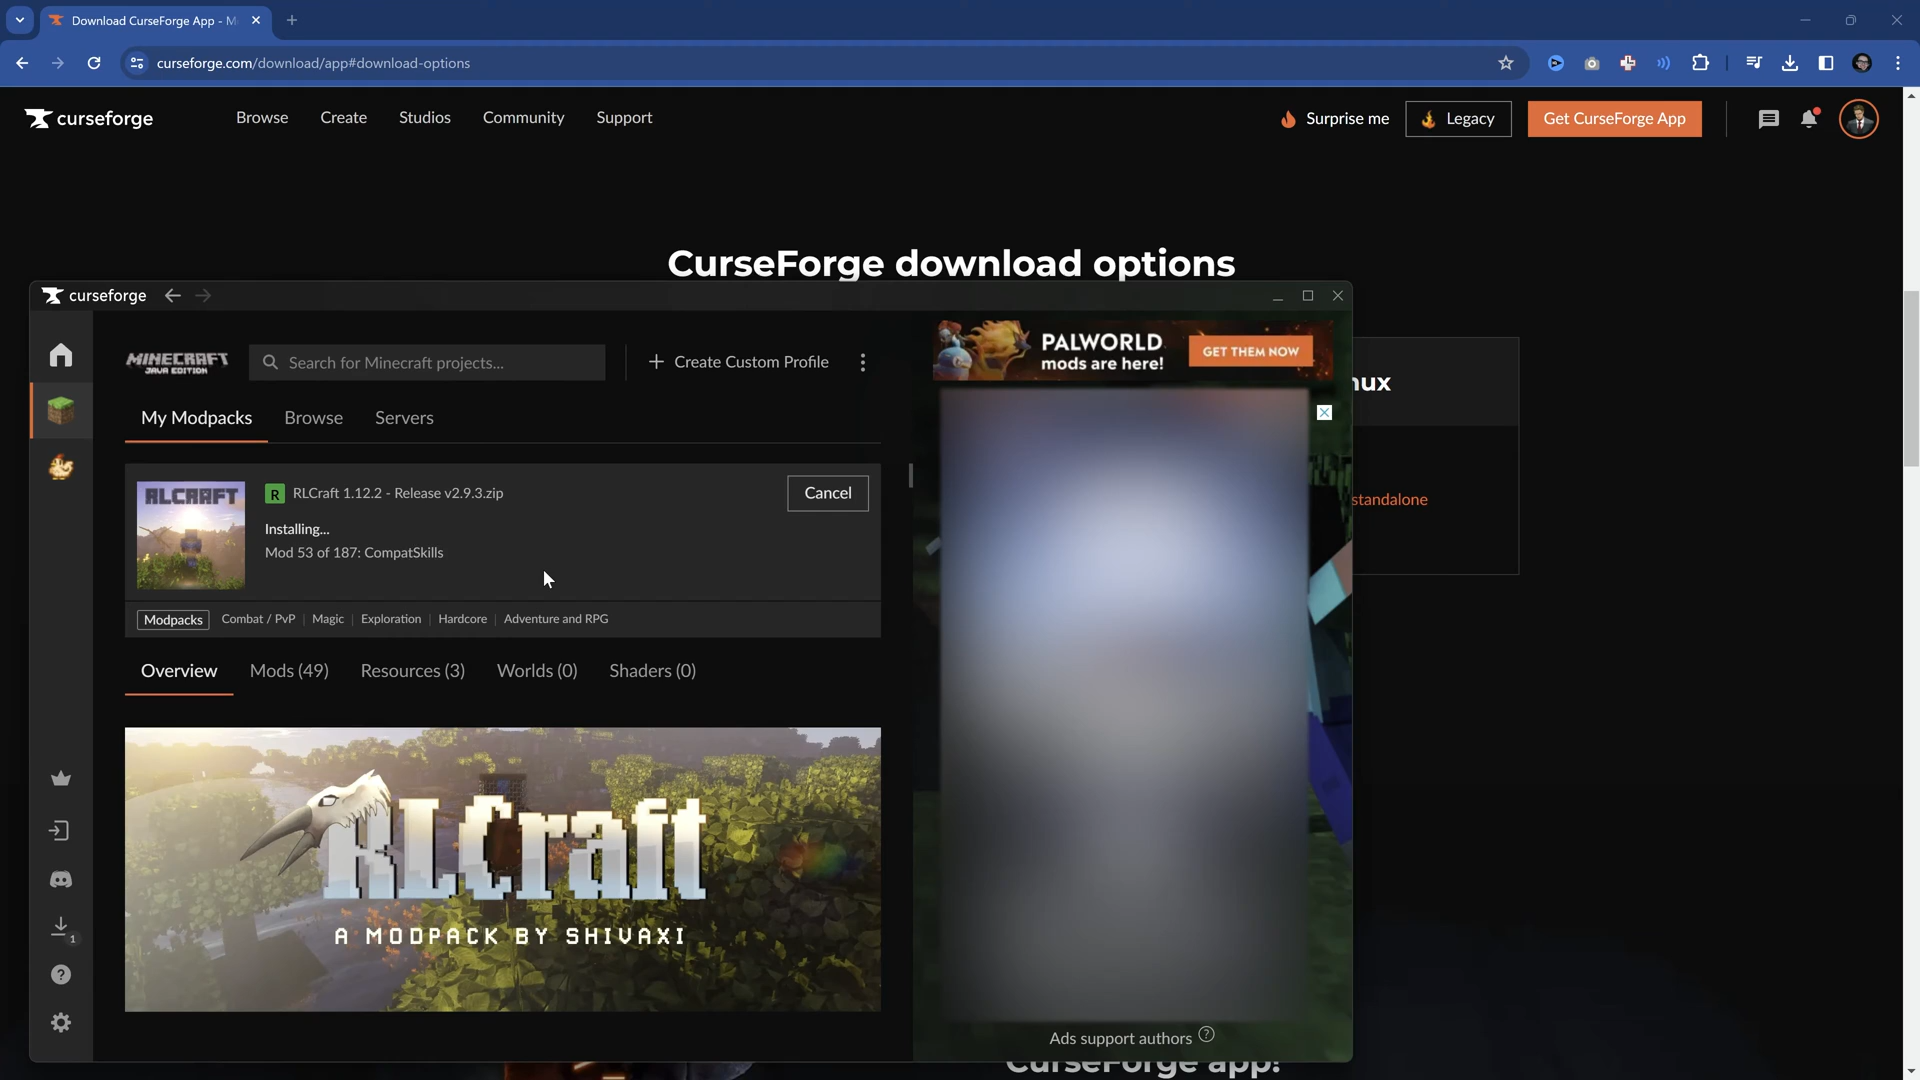 Download CurseForge App - M
curseforge.com/download/app#download-options
curseforge
Browse
Create
Studios
Community
Support
Surprise me
Legacy
Get CurseForge App
CurseForge download options
curseforge
MINECRAFT
JAVA EDITION
Search for Minecraft projects...
Create Custom Profile
PALWORLD
mods are here!
GET THEM NOW
My Modpacks
Browse
Servers
RLCRAFT
R
RLCraft 1.12.2 - Release v2.9.3.zip
Cancel
Installing...
Mod 53 of 187: CompatSkills
standalone
Modpacks
Combat / PvP | Magic | Exploration | Hardcore | Adventure and RPG
Overview
Mods (49)
Resources (3)
Worlds (0)
Shaders (0)
RLCraft
A MODPACK BY SHIVAXI
1
Ads support authors
CurseForge app!